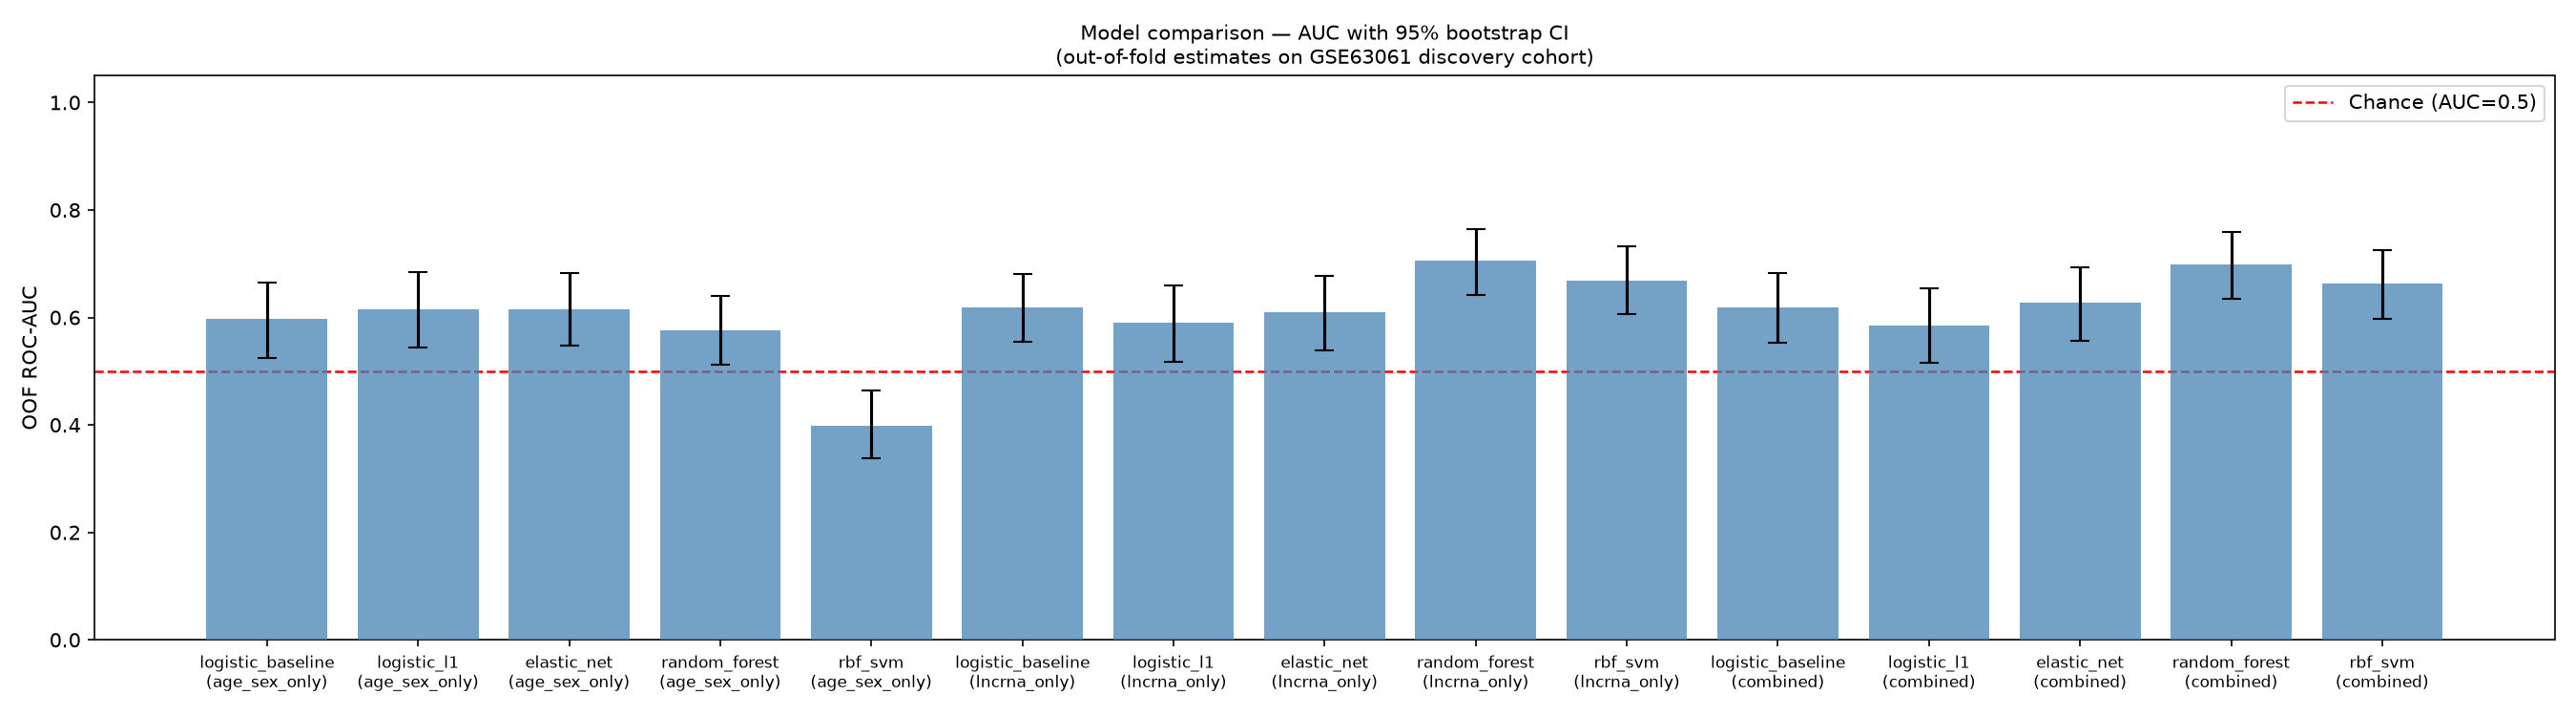 Model comparison — AUC with 95% bootstrap CI
(out-of-fold estimates on GSE63061 discovery cohort)
Chance (AUC=0.5)
OOF ROC-AUC
1.0
0.8
0.6
0.4
0.2
0.0
logistic_baseline
(age_sex_only)
logistic_l1
(age_sex_only)
elastic_net
(age_sex_only)
random_forest
(age_sex_only)
rbf_svm
(age_sex_only)
logistic_baseline
(lncrna_only)
logistic_l1
(lncrna_only)
elastic_net
(lncrna_only)
random_forest
(lncrna_only)
rbf_svm
(lncrna_only)
logistic_baseline
(combined)
logistic_l1
(combined)
elastic_net
(combined)
random_forest
(combined)
rbf_svm
(combined)